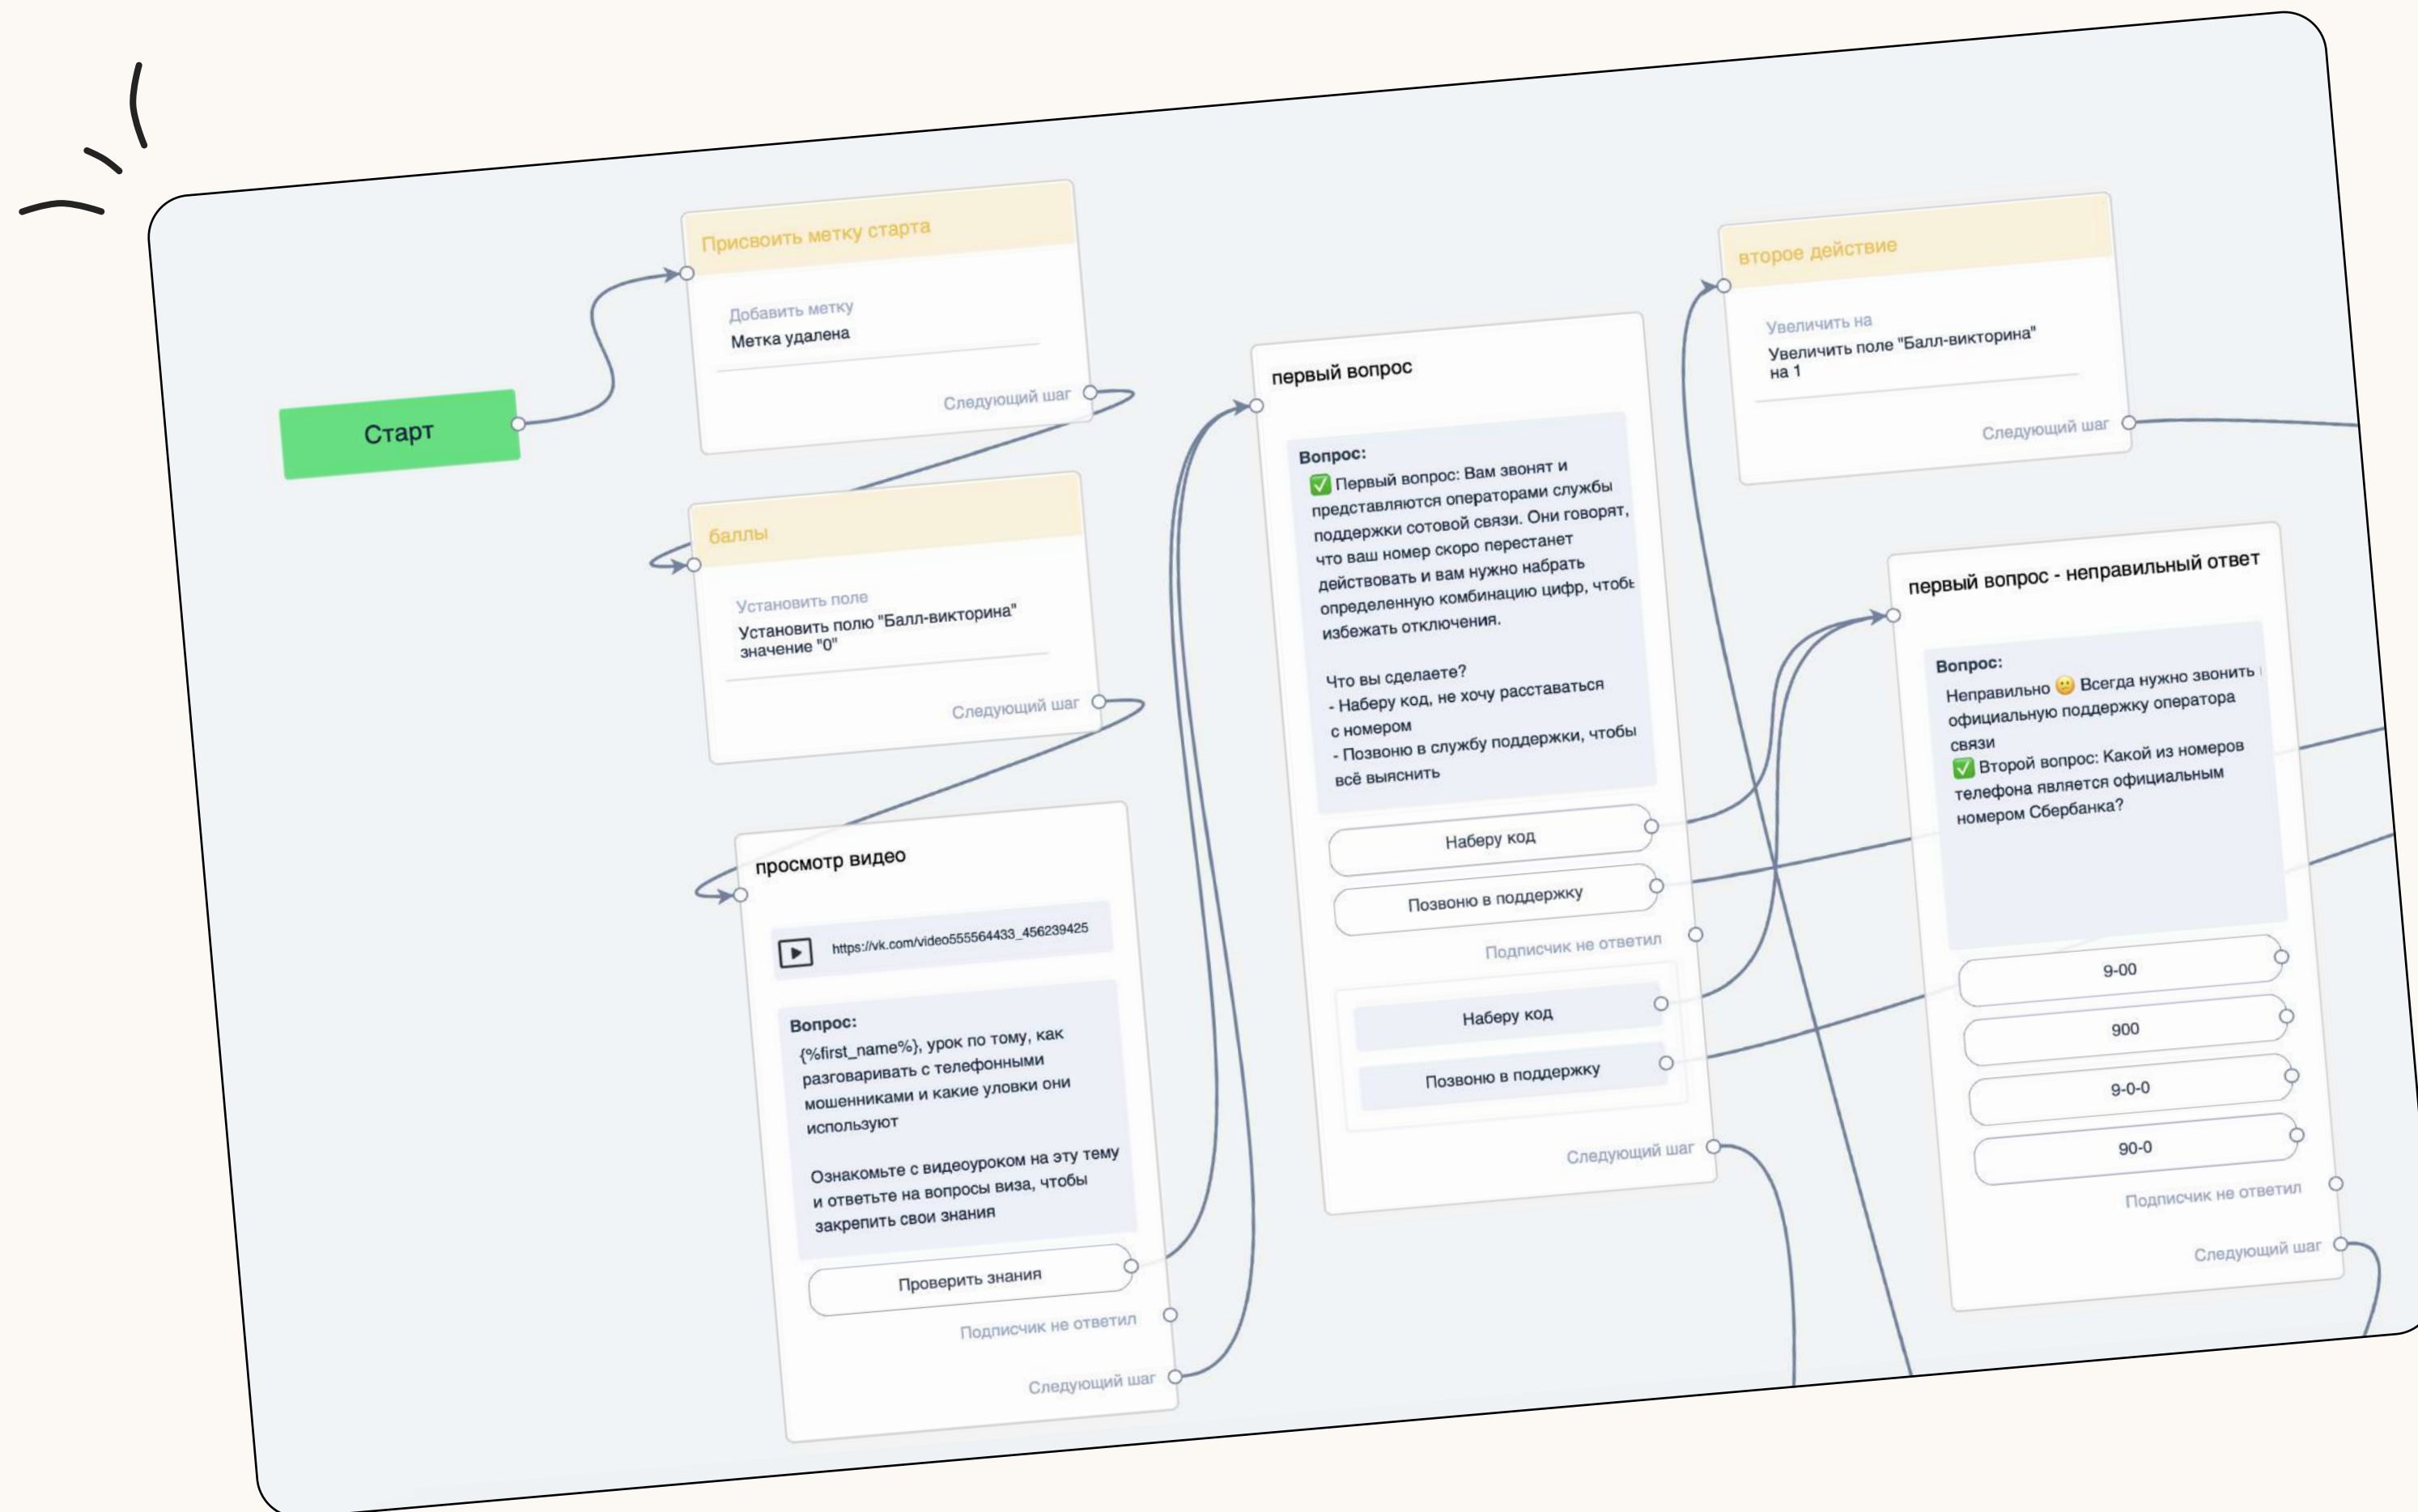 Старт
Присвоить метку старта
Добавить метку
Метка удалена
Следующий шаг
баллы
Установить поле
Установить полю "Балл-викторина"
значение "0"
Следующий шаг
просмотр видео
https://vk.com/video555564433_456239425
Вопрос:
{%first_name%}, урок по тому, как
разговаривать с телефонными
мошенниками и какие уловки они
используют
Ознакомьте с видеоуроком на эту тему
и ответьте на вопросы виза, чтобы
закрепить свои знания
Проверить знания
Подписчик не ответил
Следующий шаг
первый вопрос
Вопрос:
✅ Первый вопрос: Вам звонят и
представляются операторами службы
поддержки сотовой связи. Они говорят,
что ваш номер скоро перестанет
действовать и вам нужно набрать
определенную комбинацию цифр, чтобы
избежать отключения.
Что вы сделаете?
- Наберу код, не хочу расставаться
с номером
- Позвоню в службу поддержки, чтобы
всё выяснить
Наберу код
Позвоню в поддержку
Подписчик не ответил
Наберу код
Позвоню в поддержку
Следующий шаг
второе действие
Увеличить на
Увеличить поле "Балл-викторина"
на 1
Следующий шаг
первый вопрос - неправильный ответ
Вопрос:
Неправильно 😕 Всегда нужно звонить
официальную поддержку оператора
связи
✅ Второй вопрос: Какой из номеров
телефона является официальным
номером Сбербанка?
9-00
900
9-0-0
90-0
Подписчик не ответил
Следующий шаг